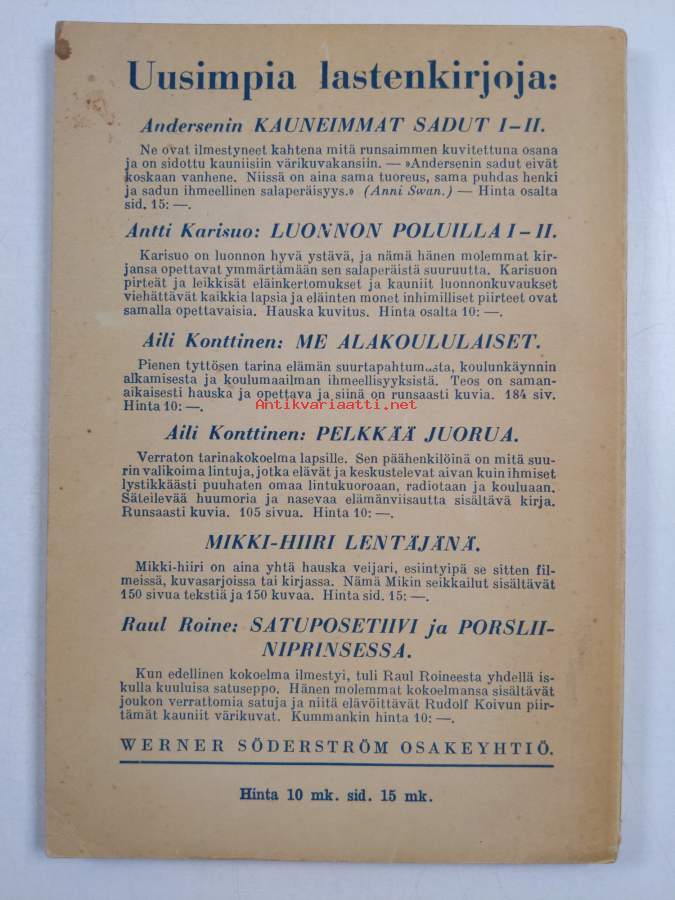 Uusimpia lastenkirjoja:
Andersenin KAUNEIMMAT SADUT I–II.
Ne ovat ilmestyneet kahtena mitä runsaimmen kuvitettuna osana
ja on sidottu kauniisiin värikuvakansiin. — »Andersenin sadut eivät
koskaan vanhene. Niissä on aina sama tuoreus, sama puhdas henki
ja sadun ihmeellinen salaperäisyys.» (Anni Swan.) — Hinta osalta
sid. 15: —.
Antti Karisuo: LUONNON POLUILLA I–II.
Karisuo on luonnon hyvä ystävä, ja nämä hänen molemmat kir-
jansa opettavat ymmärtämään sen salaperäistä suuruutta. Karisuon
pirteät ja leikkisät eläinkertomukset ja kauniit luonnonkuvaukset
viehättävät kaikkia lapsia ja eläinten monet inhimilliset piirteet ovat
samalla opettavaisia. Hauska kuvitus. Hinta osalta 10: —.
Aili Konttinen: ME ALAKOULULAISET.
Pienen tyttösen tarina elämän suurtapahtumasta, koulunkäynnin
alkamisesta ja koulumaailman ihmeellisyyksistä. Teos on saman-
aikaisesti hauska ja opettava ja siinä on runsaasti kuvia. 184 siv.
Hinta 10: —.
Antikvariaatti.net
Aili Konttinen: PELKKÄÄ JUORUA.
Verraton tarinakokoelma lapsille. Sen päähenkilöinä on mitä suu-
rin valikoima lintuja, jotka elävät ja keskustelevat aivan kuin ihmiset
lystikkäästi puuhaten omaa lintukuoroaan, radiotaan ja kouluaan.
Säteilevää huumoria ja nasevaa elämänviisautta sisältävä kirja.
Runsaasti kuvia. 105 sivua. Hinta 10: —.
MIKKI-HIIRI LENTÄJÄNÄ.
Mikki-hiiri on aina yhtä hauska veijari, esiintyipä se sitten fil-
meissä, kuvasarjoissa tai kirjassa. Nämä Mikin seikkailut sisältävät
150 sivua tekstiä ja 150 kuvaa. Hinta sid. 15: —.
Raul Roine: SATUPOSETIIVI ja PORSLII-
NIPRINSESSA.
Kun edellinen kokoelma ilmestyi, tuli Raul Roineesta yhdellä is-
kulla kuuluisa satuseppo. Hänen molemmat kokoelmansa sisältävät
joukon verrattomia satuja ja niitä elävöittävät Rudolf Koivun piir-
tämät kauniit värikuvat. Kummankin hinta 10: —.
WERNER SÖDERSTRÖM OSAKEYHTIÖ.
Hinta 10 mk. sid. 15 mk.